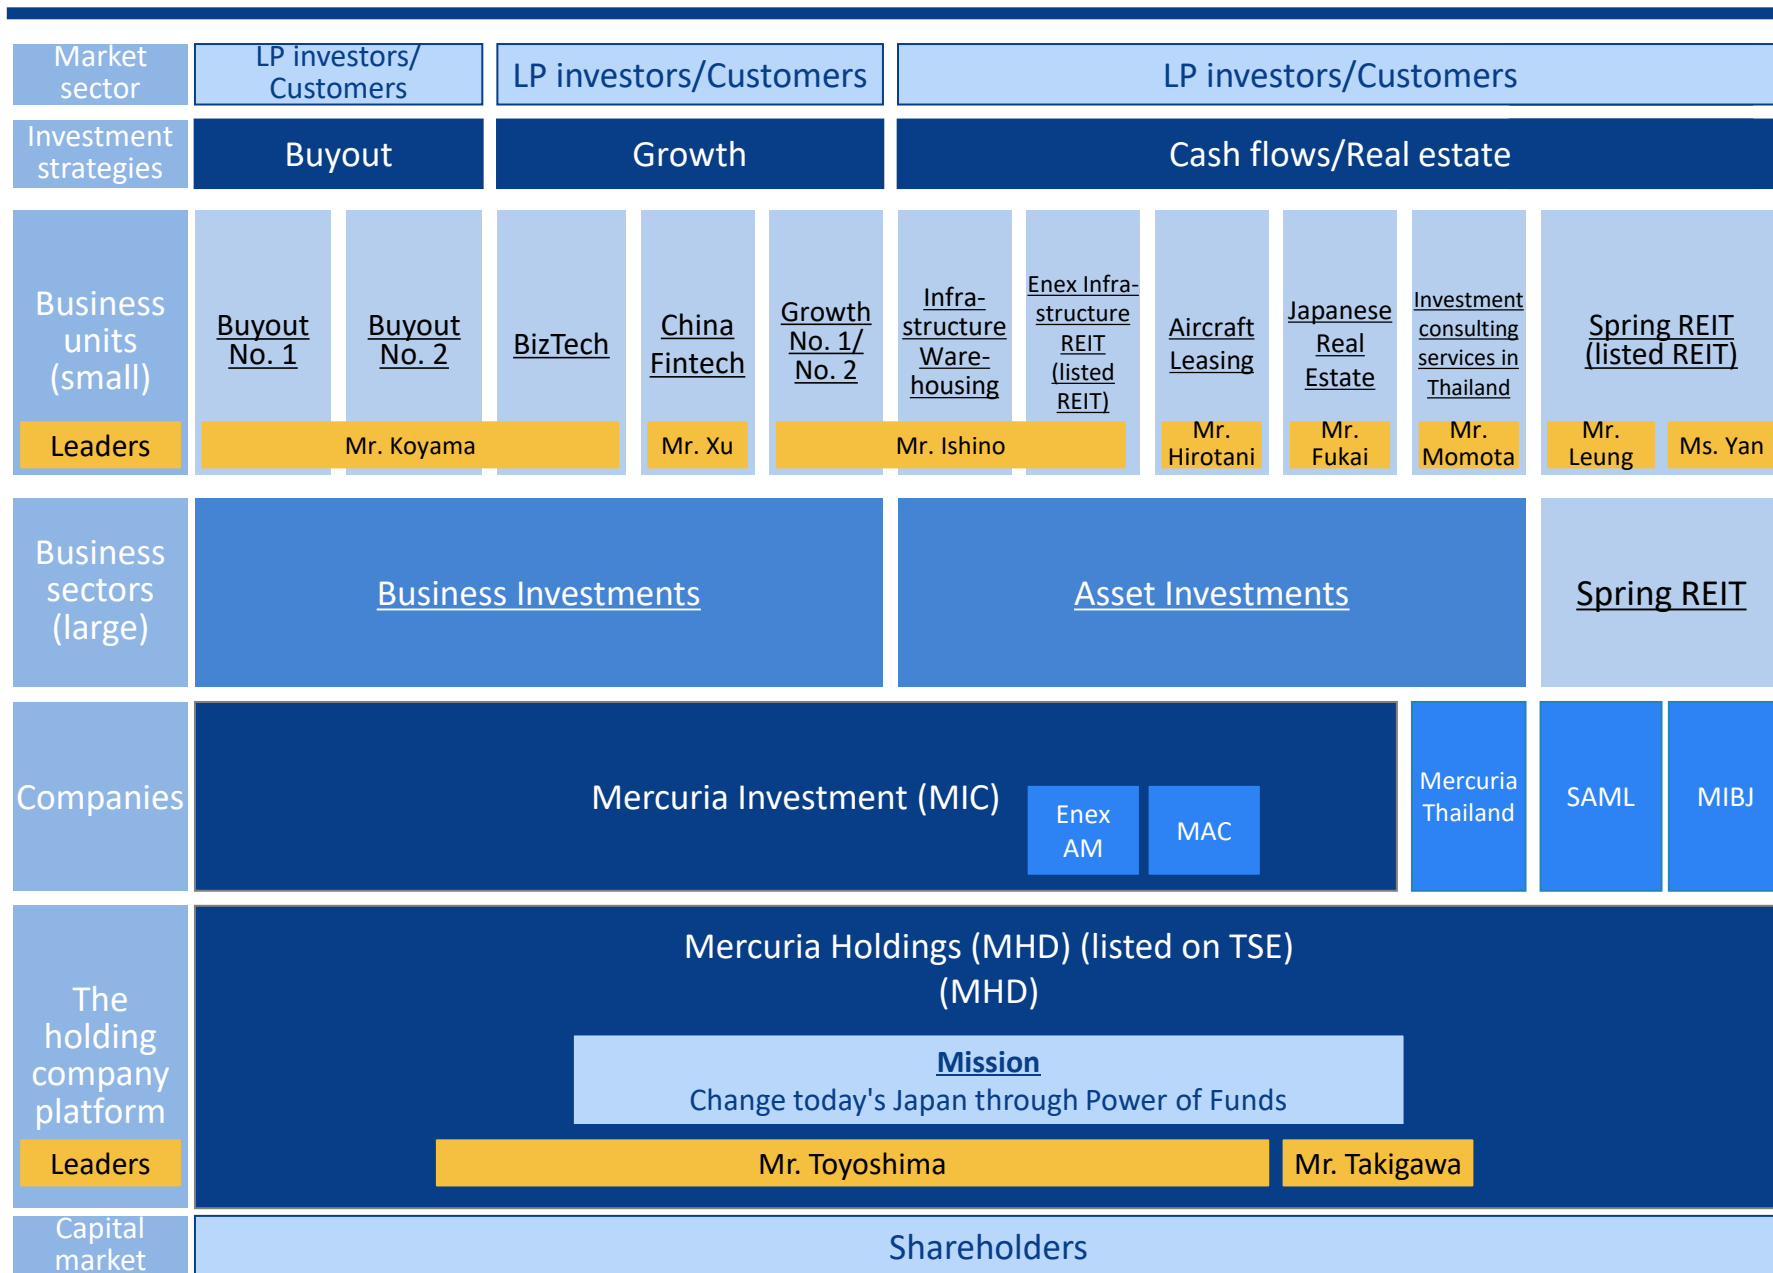 Market
sector
LP investors/
Customers
LP investors/Customers
LP investors/Customers
Investment
strategies
Buyout
Growth
Cash flows/Real estate
Business
units
(small)
Buyout
No. 1
Buyout
No. 2
BizTech
China
Fintech
Growth
No. 1/
No. 2
Infra-
structure
Ware-
housing
Enex Infra-
structure
REIT
(listed
REIT)
Aircraft
Leasing
Japanese
Real
Estate
Investment
consulting
services in
Thailand
Spring REIT
(listed REIT)
Leaders
Mr. Koyama
Mr. Xu
Mr. Ishino
Mr.
Hirotani
Mr.
Fukai
Mr.
Momota
Mr.
Leung
Ms. Yan
Business
sectors
(large)
Business Investments
Asset Investments
Spring REIT
Companies
Mercuria Investment (MIC)
Enex
AM
MAC
Mercuria
Thailand
SAML
MIBJ
The
holding
company
platform
Mercuria Holdings (MHD) (listed on TSE)
(MHD)
Mission
Change today's Japan through Power of Funds
Leaders
Mr. Toyoshima
Mr. Takigawa
Capital
market
Shareholders